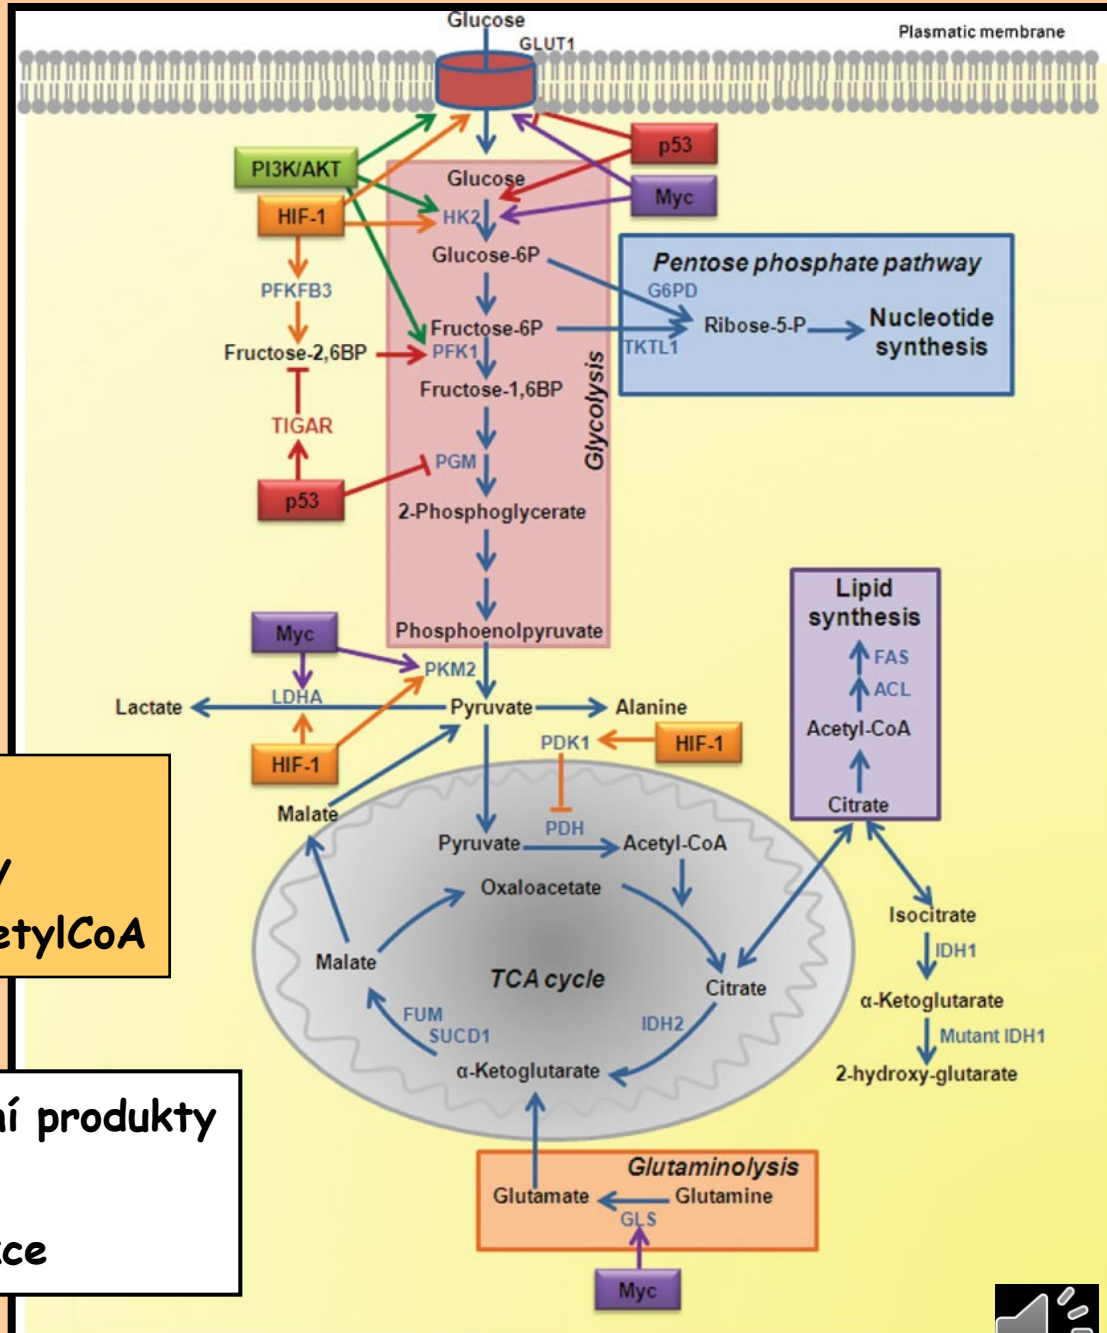 Glucose
GLUT1
Plasmatic membrane
p53
PI3K/AKT
Glucose
Myc
HIF-1
HK2
Glucose-6P
Pentose phosphate pathway
G6PD
PFKFB3
Ribose-5-P
Nucleotide
synthesis
Fructose-6P
TKTL1
Fructose-2,6BP
PFK1
Fructose-1,6BP
Glycolysis
TIGAR
PGM
p53
2-Phosphoglycerate
Lipid
synthesis
Phosphoenolpyruvate
Myc
FAS
PKM2
ACL
LDHA
Lactate
Pyruvate
Alanine
Acetyl-CoA
PDK1
HIF-1
HIF-1
Malate
Citrate
PDH
Pyruvate
Acetyl-CoA
Oxaloacetate
y
etylCoA
Isocitrate
IDH1
Malate
TCA cycle
Citrate
α-Ketoglutarate
FUM
IDH2
SUCD1
Mutant IDH1
α-Ketoglutarate
2-hydroxy-glutarate
ní produkty
Glutaminolysis
Glutamate
Glutamine
GLS
kce
Myc